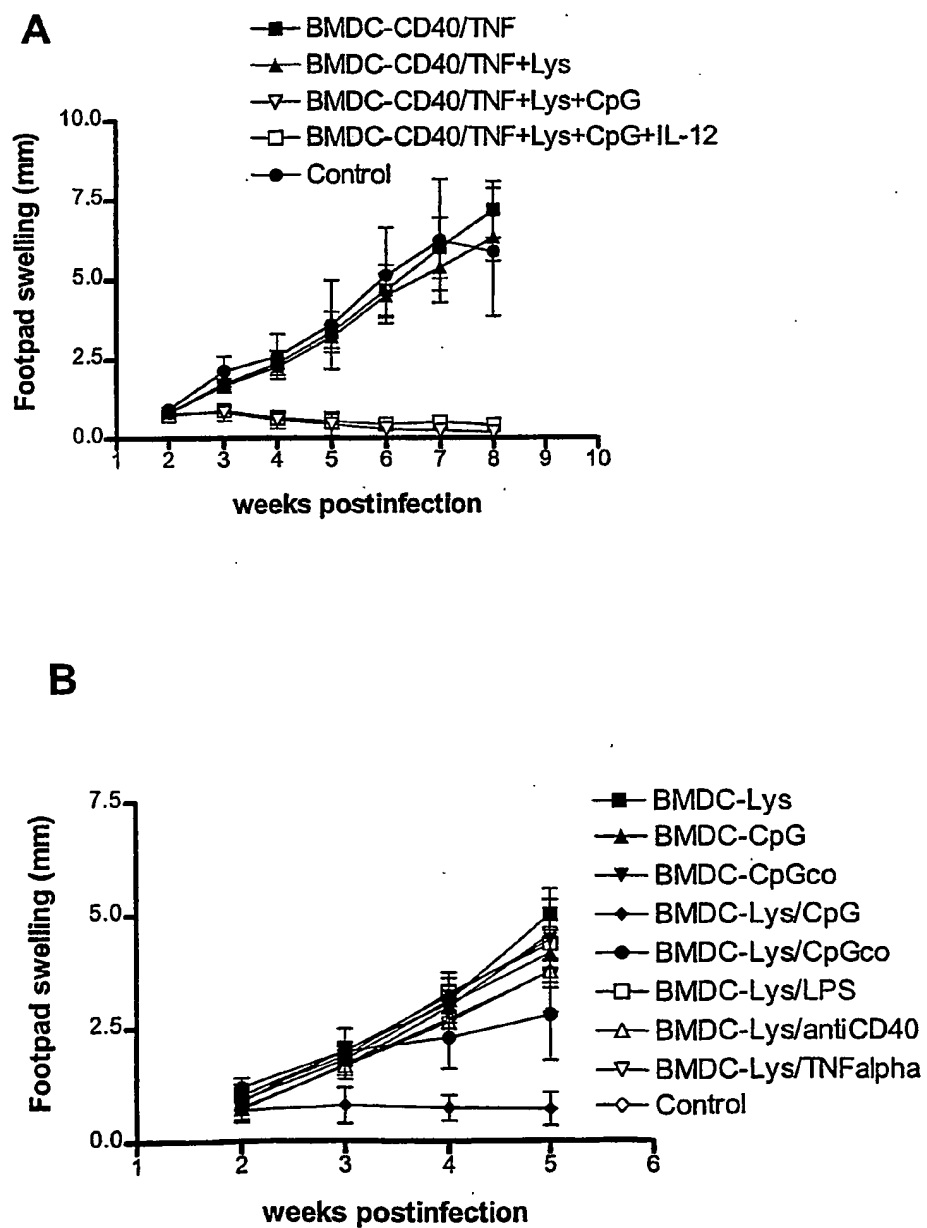 A
BMDC-CD40/TNF
BMDC-CD40/TNF+Lys
BMDC-CD40/TNF+Lys+CpG
BMDC-CD40/TNF+Lys+CpG+IL-12
Control
10.0
7.5
5.0
2.5
0.0
Footpad swelling (mm)
1 2 3 4 5 6 7 8 9 10
weeks postinfection
B
7.5
5.0
2.5
0.0
Footpad swelling (mm)
BMDC-Lys
BMDC-CpG
BMDC-CpGco
BMDC-Lys/CpG
BMDC-Lys/CpGco
BMDC-Lys/LPS
BMDC-Lys/antiCD40
BMDC-Lys/TNFalpha
Control
1 2 3 4 5 6
weeks postinfection